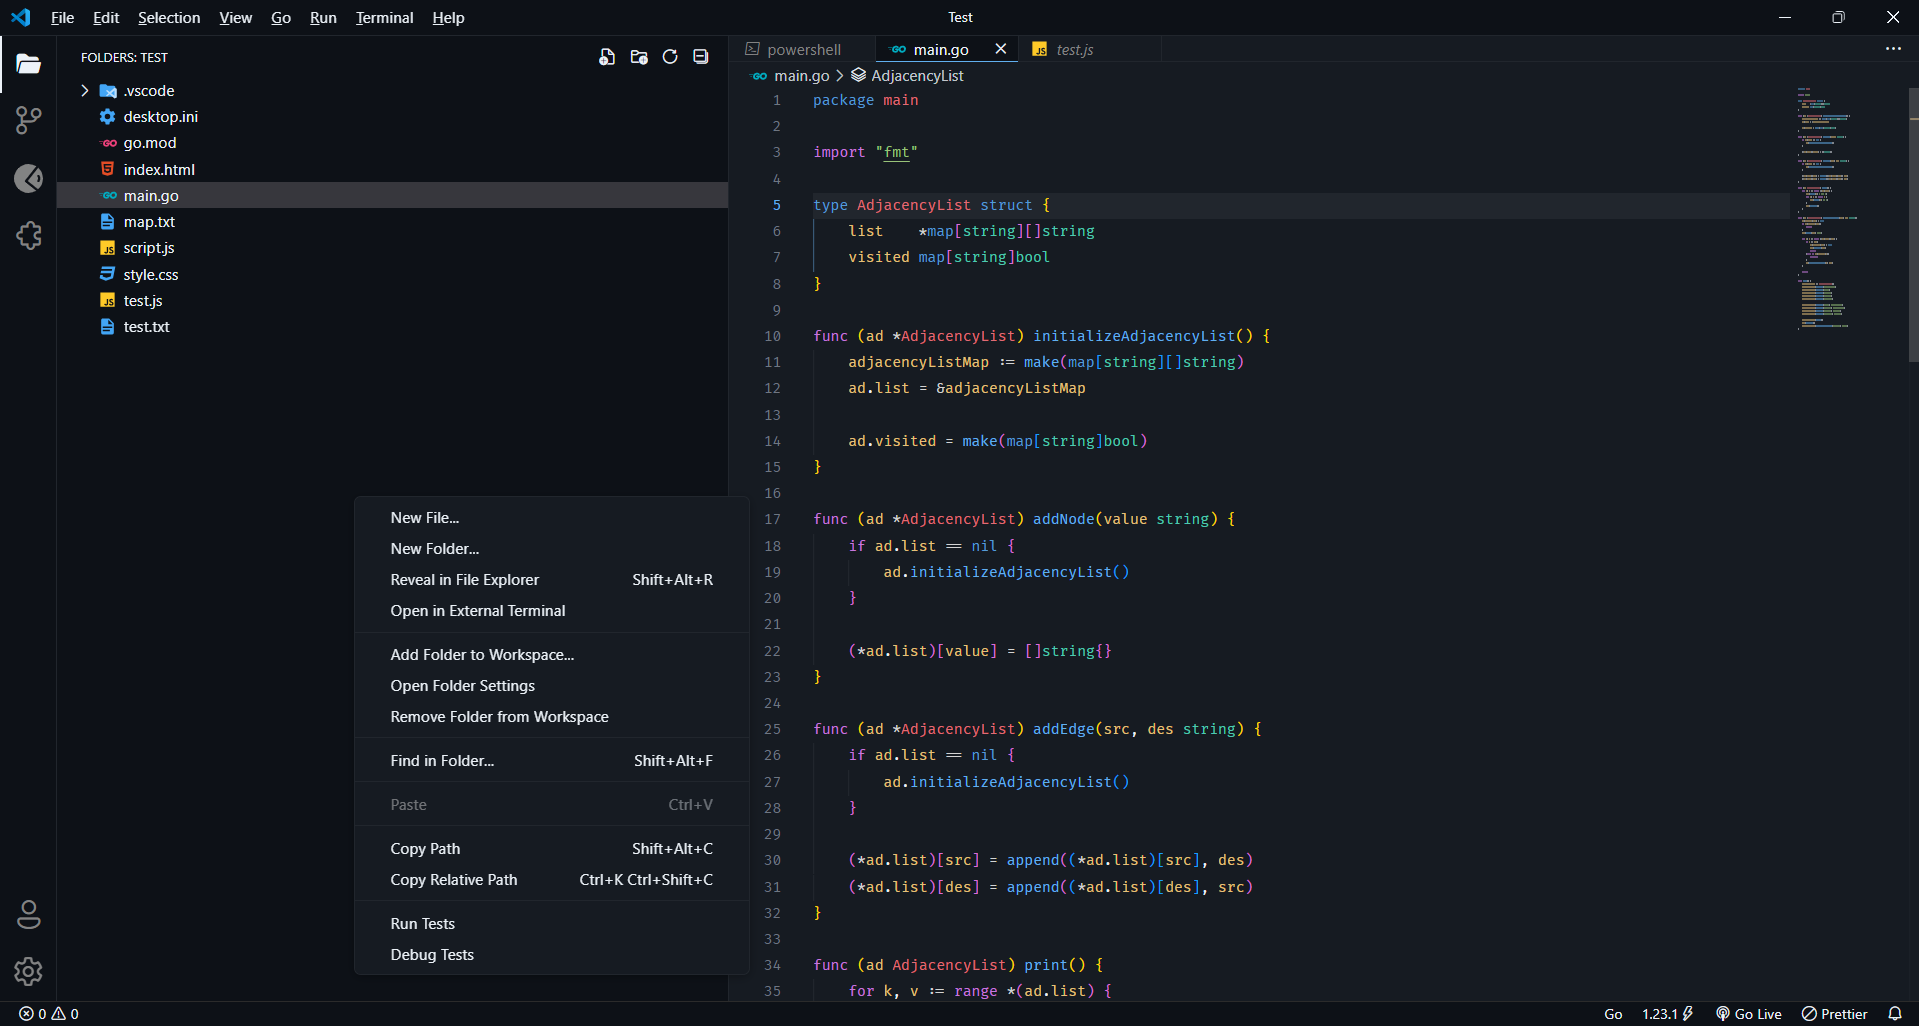 File Edit Selection View Go Run Terminal Help
Test
FOLDERS: TEST
.vscode
desktop.ini
go.mod
index.html
main.go
map.txt
script.js
style.css
test.js
test.txt
New File...
New Folder...
Reveal in File Explorer Shift+Alt+R
Open in External Terminal
Add Folder to Workspace...
Open Folder Settings
Remove Folder from Workspace
Find in Folder... Shift+Alt+F
Paste Ctrl+V
Copy Path Shift+Alt+C
Copy Relative Path Ctrl+K Ctrl+Shift+C
Run Tests
Debug Tests
powershell main.go test.js
main.go > AdjacencyList
1 package main
2
3 import "fmt"
4
5 type AdjacencyList struct {
6 list *map[string][]string
7 visited map[string]bool
8 }
9
10 func (ad *AdjacencyList) initializeAdjacencyList() {
11 adjacencyListMap := make(map[string][]string)
12 ad.list = &adjacencyListMap
13
14 ad.visited = make(map[string]bool)
15 }
16
17 func (ad *AdjacencyList) addNode(value string) {
18 if ad.list == nil {
19 ad.initializeAdjacencyList()
20 }
21
22 (*ad.list)[value] = []string{}
23 }
24
25 func (ad *AdjacencyList) addEdge(src, des string) {
26 if ad.list == nil {
27 ad.initializeAdjacencyList()
28 }
29
30 (*ad.list)[src] = append((*ad.list)[src], des)
31 (*ad.list)[des] = append((*ad.list)[des], src)
32 }
33
34 func (ad AdjacencyList) print() {
35 for k, v := range *(ad.list) {
0 0 Go 1.23.1 Go Live Prettier